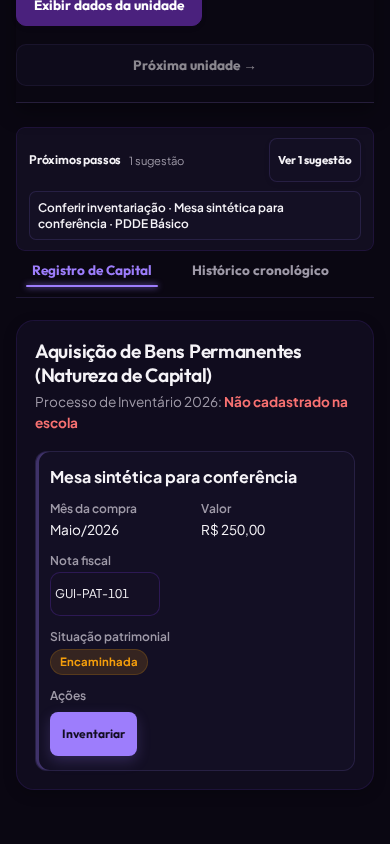 Exibir dados da unidade
Próxima unidade →
Próximos passos 1 sugestão
Ver 1 sugestão
Conferir inventariação · Mesa sintética para
conferência · PDDE Básico
Registro de Capital Histórico cronológico
Aquisição de Bens Permanentes
(Natureza de Capital)
Processo de Inventário 2026: Não cadastrado na
escola
Mesa sintética para conferência
Mês da compra Valor
Maio/2026 R$ 250,00
Nota fiscal
GUI-PAT-101
Situação patrimonial
Encaminhada
Ações
Inventariar